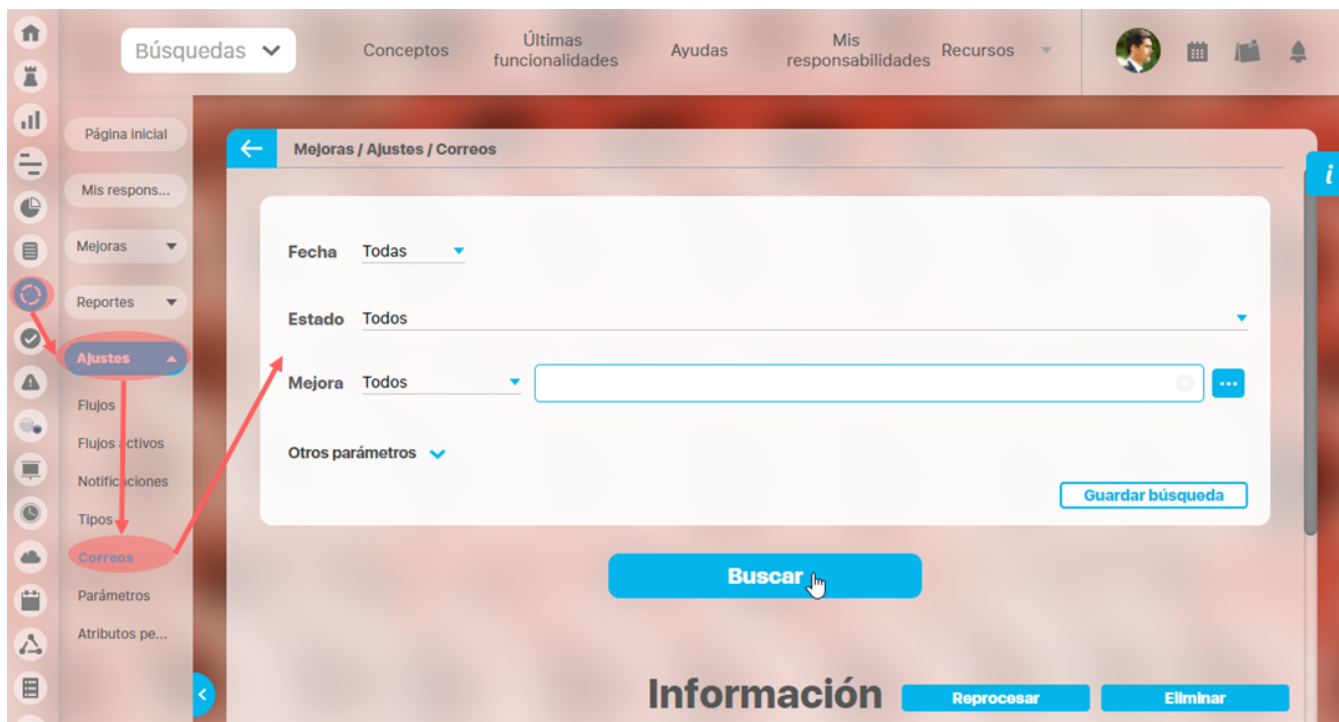 Búsquedas
Conceptos
Últimas
funcionalidades
Ayudas
Mis
responsabilidades
Recursos
Página inicial
Mis respons...
Mejoras
Reportes
Ajustes
Flujos
Flujos activos
Notificaciones
Tipos
Correos
Parámetros
Atributos pe...
Mejoras / Ajustes / Correos
i
Fecha Todas
Estado Todos
Mejora Todos
Otros parámetros
Guardar búsqueda
Buscar
Información
Reprocesar
Eliminar